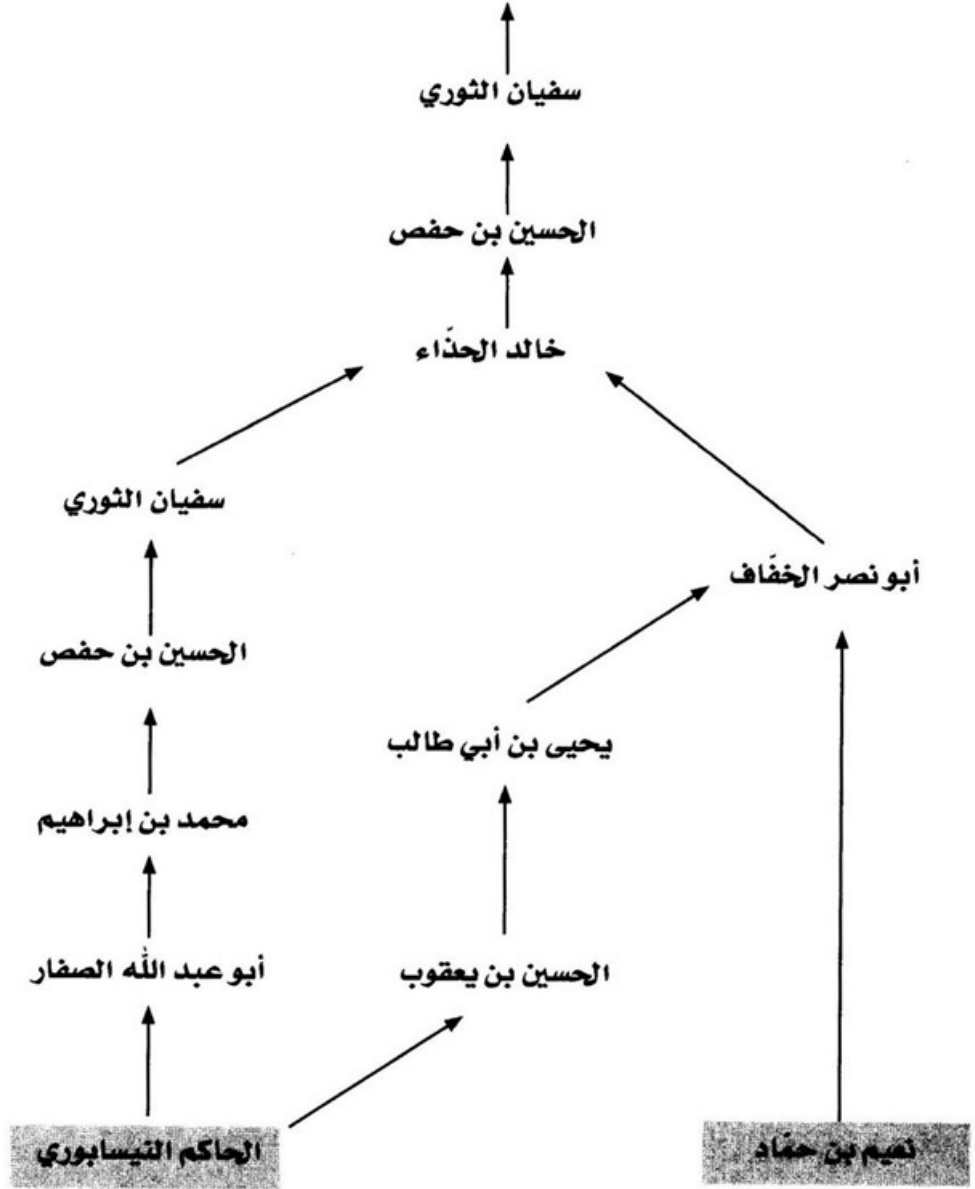 سفيان الثوري
الحسين بن حفص
خالد الحذّاء
سفيان الثوري
أبو نصر الخفّاف
الحسين بن حفص
يحيى بن أبي طالب
محمد بن إبراهيم
أبو عبد الله الصفار
الحسين بن يعقوب
الحاكم النيسابوري
نعيم بن حمّاد